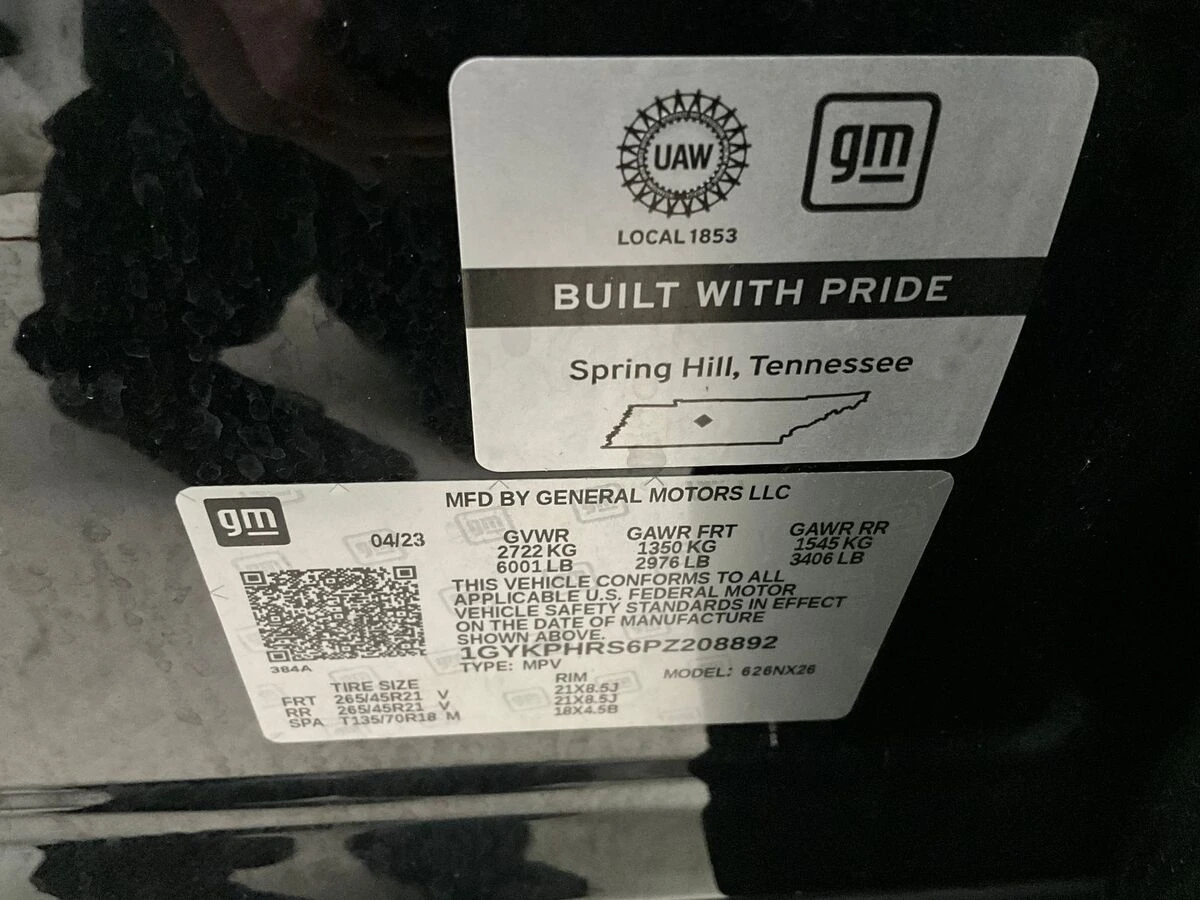 UAW
gm
LOCAL 1853
BUILT WITH PRIDE
Spring Hill, Tennessee
gm
MFD BY GENERAL MOTORS LLC
04/23
GVWR GAWR FRT GAWR RR
2722 KG 1350 KG 1545 KG
6001 LB 2976 LB 3406 LB
THIS VEHICLE CONFORMS TO ALL
APPLICABLE U.S. FEDERAL MOTOR
VEHICLE SAFETY STANDARDS IN EFFECT
ON THE DATE OF MANUFACTURE
SHOWN ABOVE.
1GYKPHRS6PZ208892
384A
TYPE: MPV MODEL: 626NX26
TIRE SIZE RIM
FRT 265/45R21 V 21X8.5J
RR 265/45R21 V 21X8.5J
SPA T135/70R18 M 18X4.5B